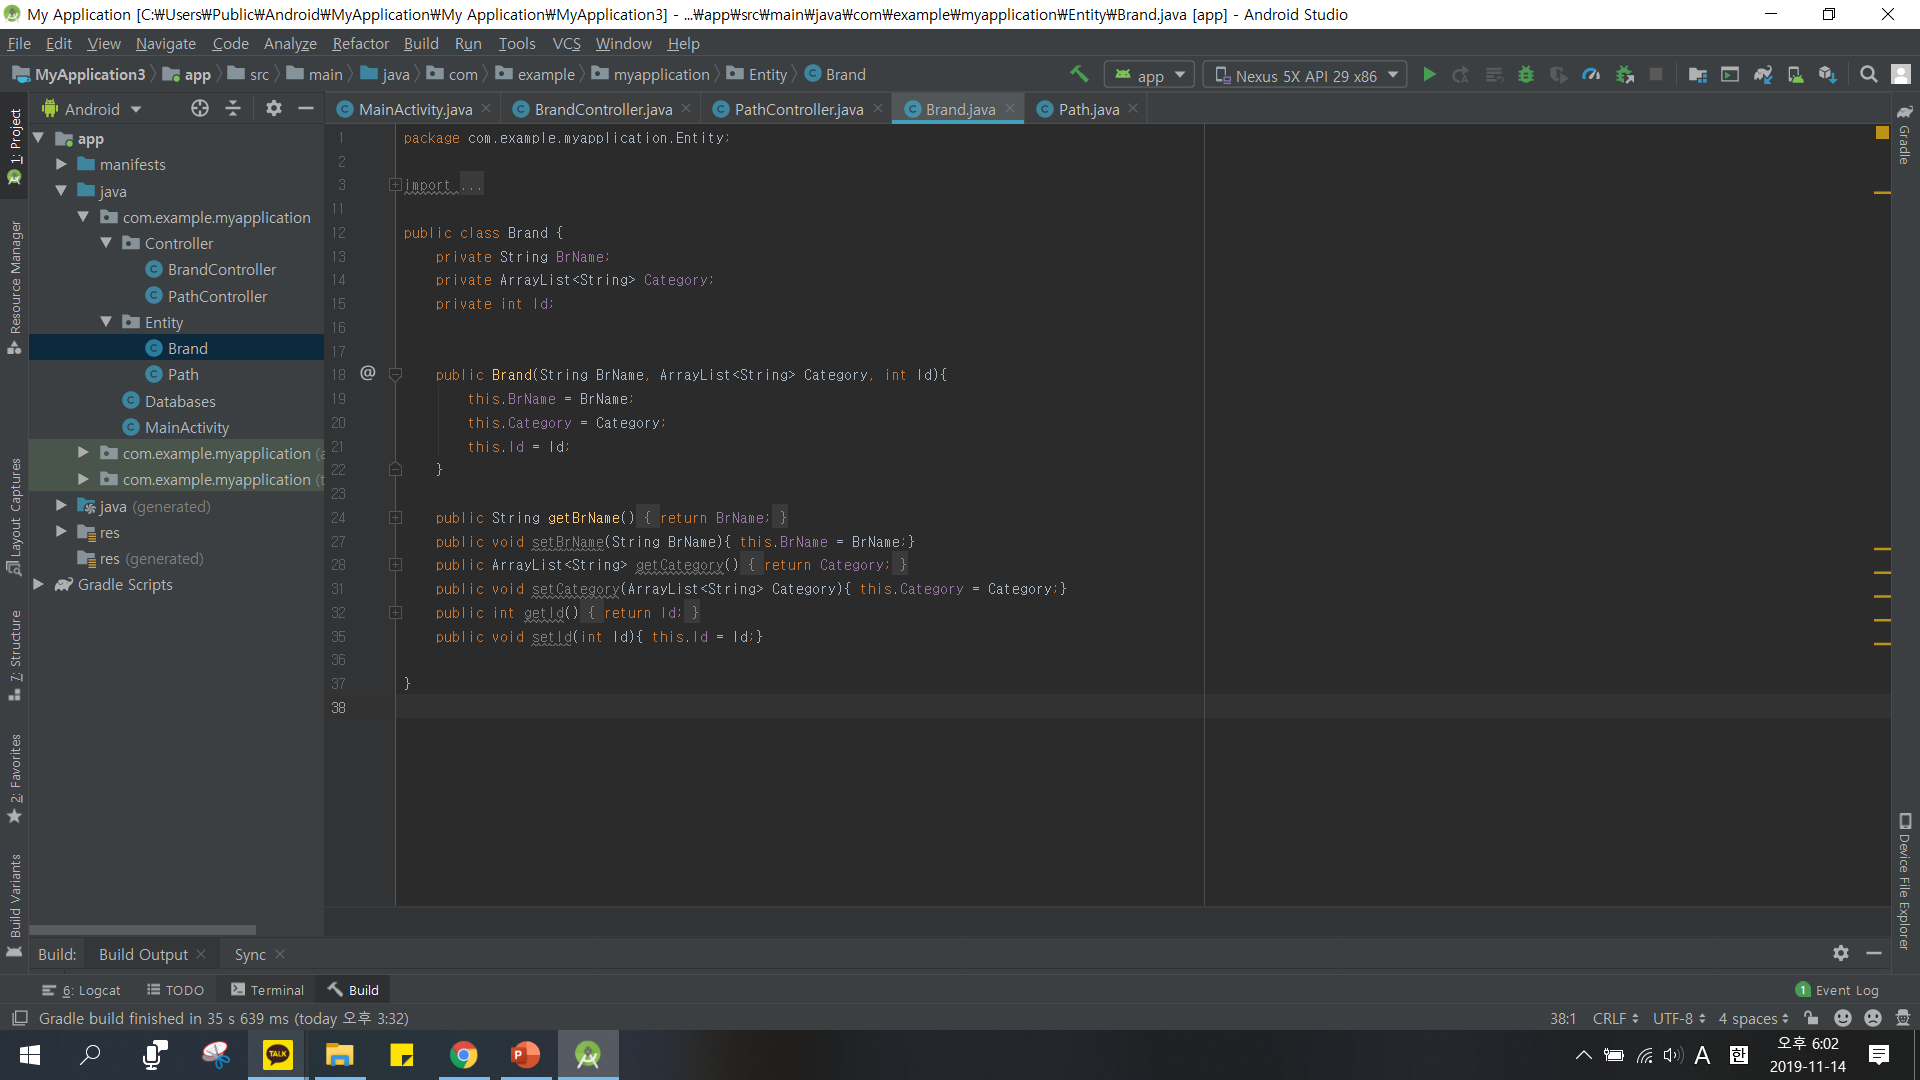 My Application [C:₩Users₩Public₩Android₩MyApplication₩My Application₩MyApplication3] - ...₩app₩src₩main₩java₩com₩example₩myapplication₩Entity₩Brand.java [app] - Android Studio
File Edit View Navigate Code Analyze Refactor Build Run Tools VCS Window Help
MyApplication3 app src main java com example myapplication Entity Brand
app Nexus 5X API 29 x86
Android
MainActivity.java BrandController.java PathController.java Brand.java Path.java
1: Project
Resource Manager
Layout Captures
7: Structure
2: Favorites
Build Variants
app
manifests
java
com.example.myapplication
Controller
BrandController
PathController
Entity
Brand
Path
Databases
MainActivity
com.example.myapplication (a
com.example.myapplication (t
java (generated)
res
res (generated)
Gradle Scripts
1 package com.example.myapplication.Entity;
2
3 import ...
11
12 public class Brand {
13 private String BrName;
14 private ArrayList<String> Category;
15 private int Id;
16
17
18 @ public Brand(String BrName, ArrayList<String> Category, int Id){
19 this.BrName = BrName;
20 this.Category = Category;
21 this.Id = Id;
22 }
23
24 public String getBrName() { return BrName; }
27 public void setBrName(String BrName){ this.BrName = BrName;}
28 public ArrayList<String> getCategory() { return Category; }
31 public void setCategory(ArrayList<String> Category){ this.Category = Category;}
32 public int getId() { return Id; }
35 public void setId(int Id){ this.Id = Id;}
36
37 }
38
Gradle
Device File Explorer
Build: Build Output Sync
6: Logcat TODO Terminal Build
1 Event Log
Gradle build finished in 35 s 639 ms (today 오후 3:32)
38:1 CRLF UTF-8 4 spaces
TALK
A 한
오후 6:02
2019-11-14